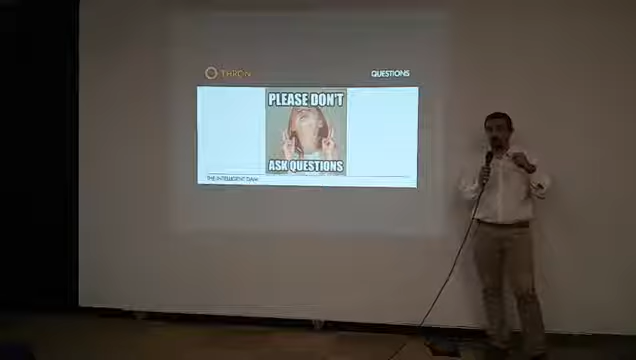 THRON
QUESTIONS
PLEASE DON'T
ASK QUESTIONS
THE INTELLIGENT DAM